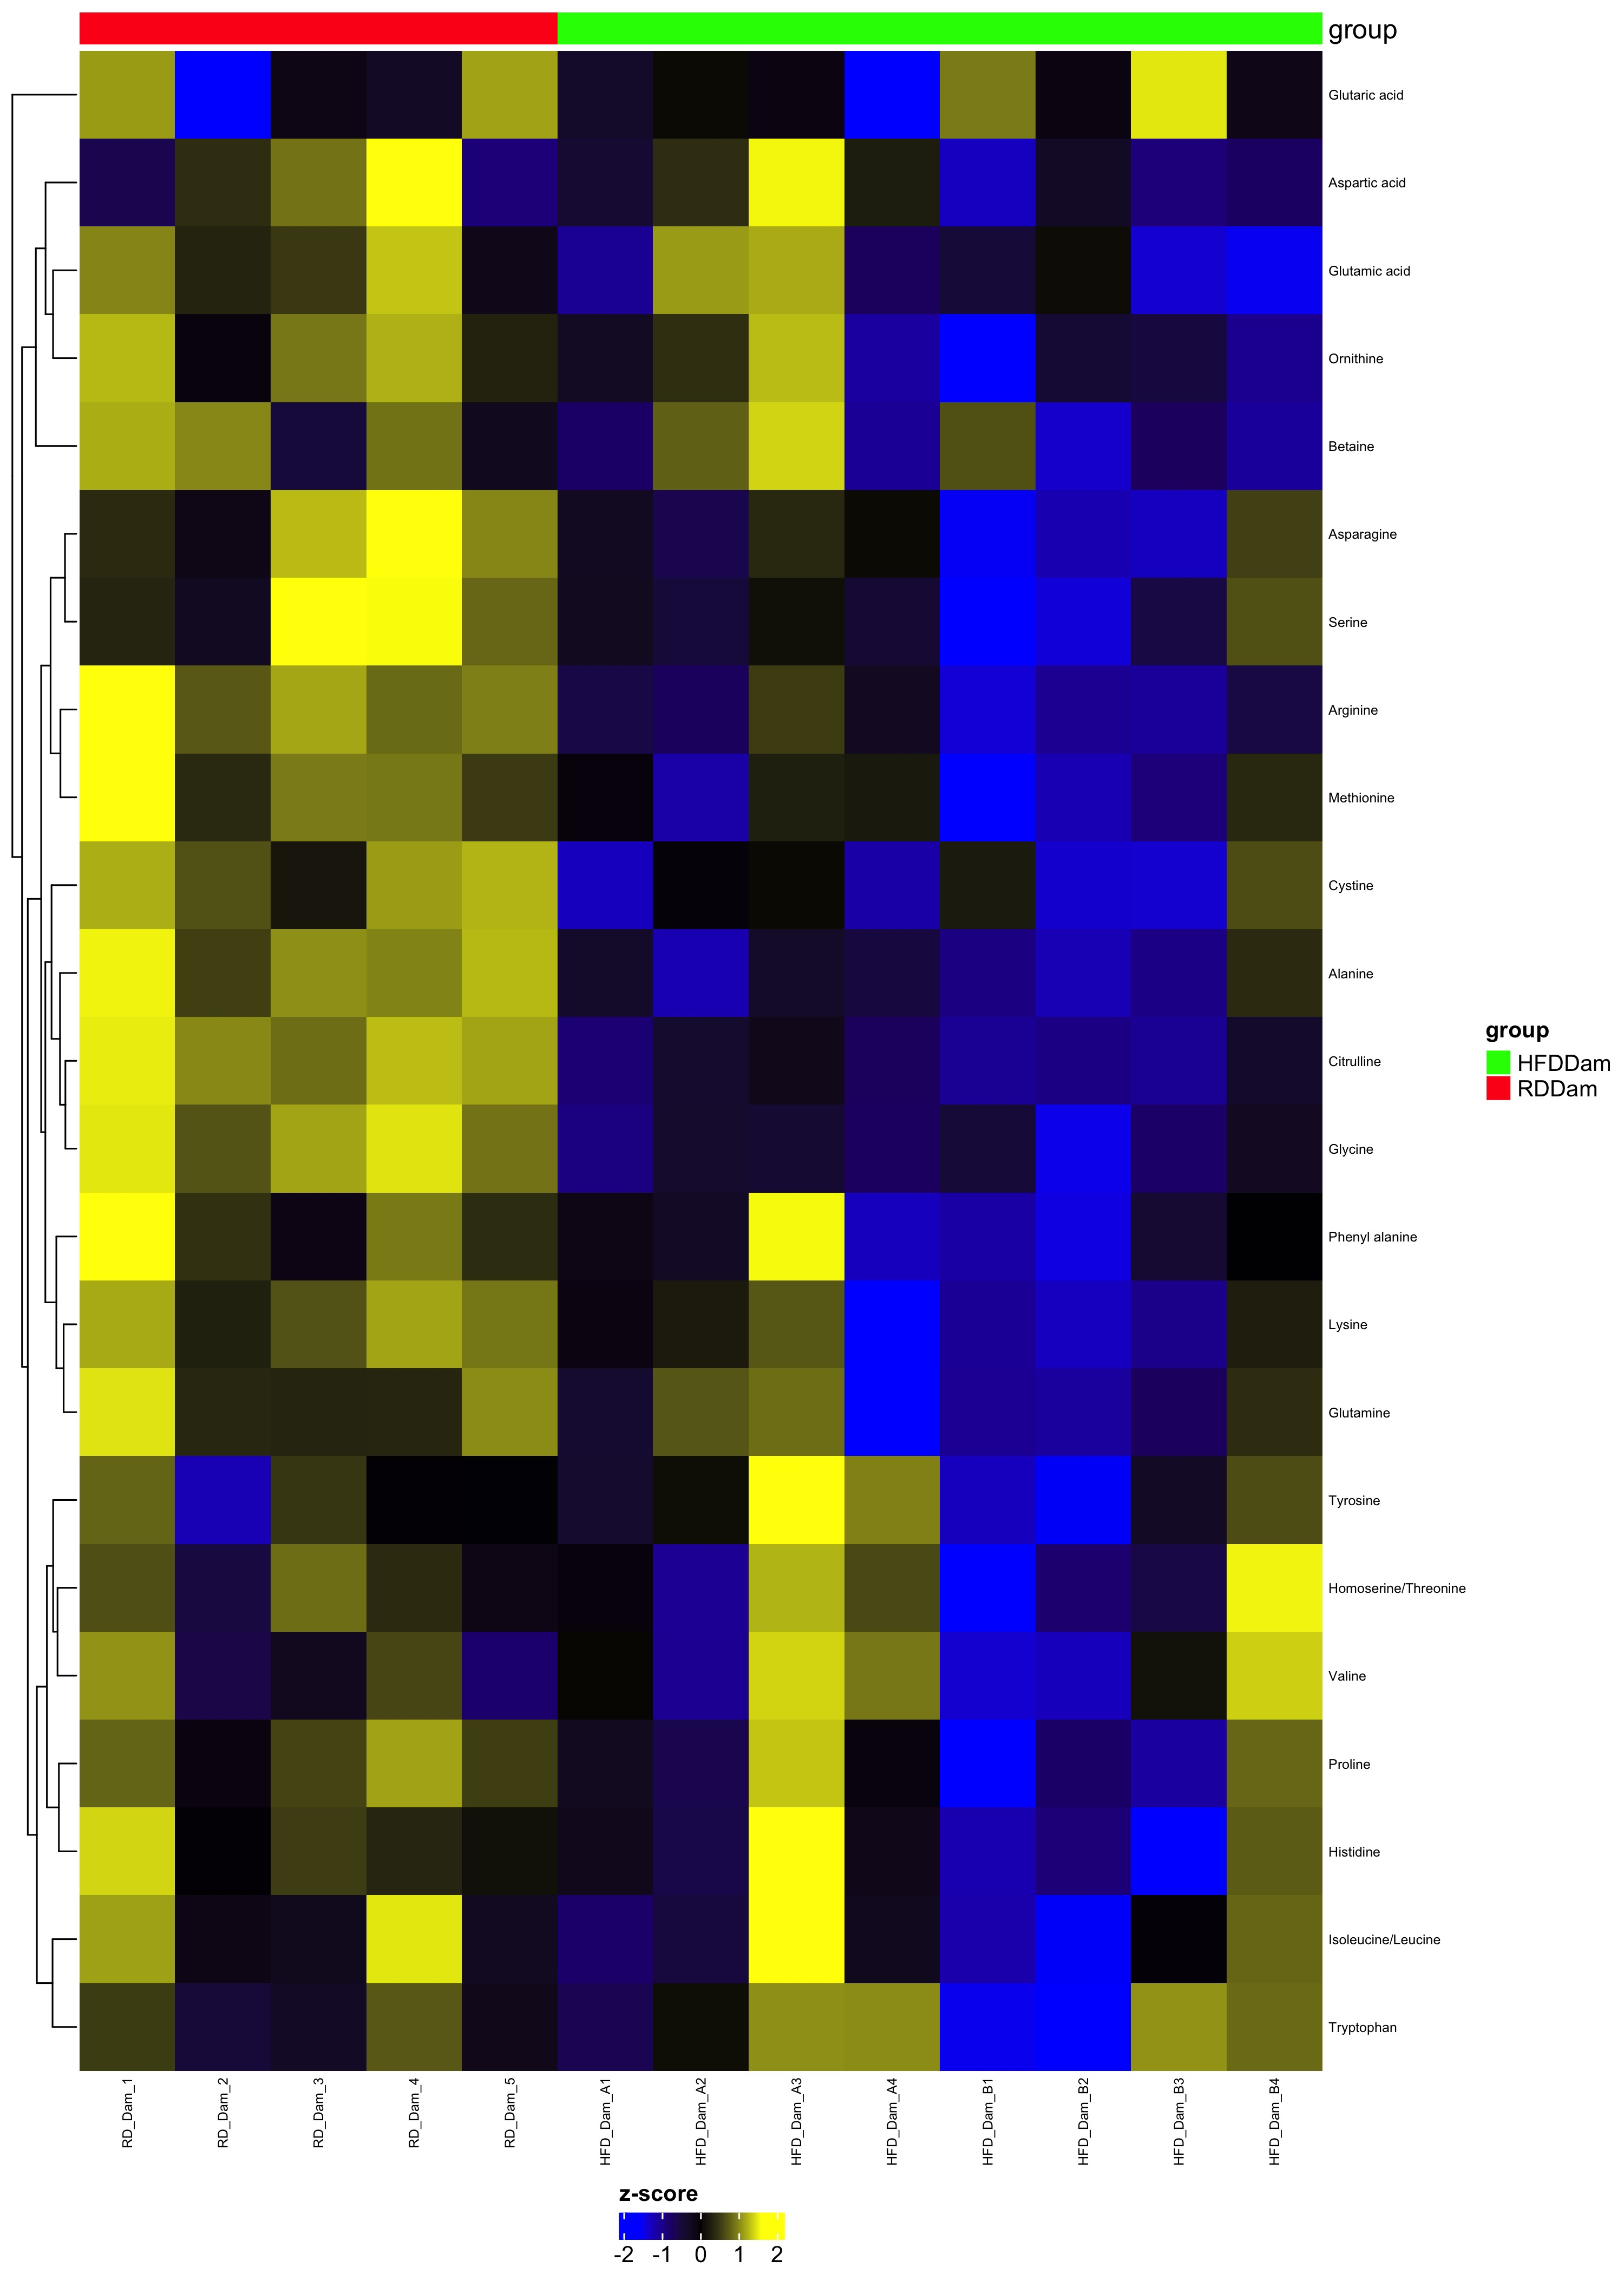 group
Glutaric acid
Aspartic acid
Glutamic acid
Ornithine
Betaine
Asparagine
Serine
Arginine
Methionine
Cystine
Alanine
Citrulline
Glycine
Phenyl alanine
Lysine
Glutamine
Tyrosine
Homoserine/Threonine
Valine
Proline
Histidine
Isoleucine/Leucine
Tryptophan
group
HFDDam
RDDam
RD_Dam_1
RD_Dam_2
RD_Dam_3
RD_Dam_4
RD_Dam_5
HFD_Dam_A1
HFD_Dam_A2
HFD_Dam_A3
HFD_Dam_A4
HFD_Dam_B1
HFD_Dam_B2
HFD_Dam_B3
HFD_Dam_B4
z-score
-2 -1 0 1 2